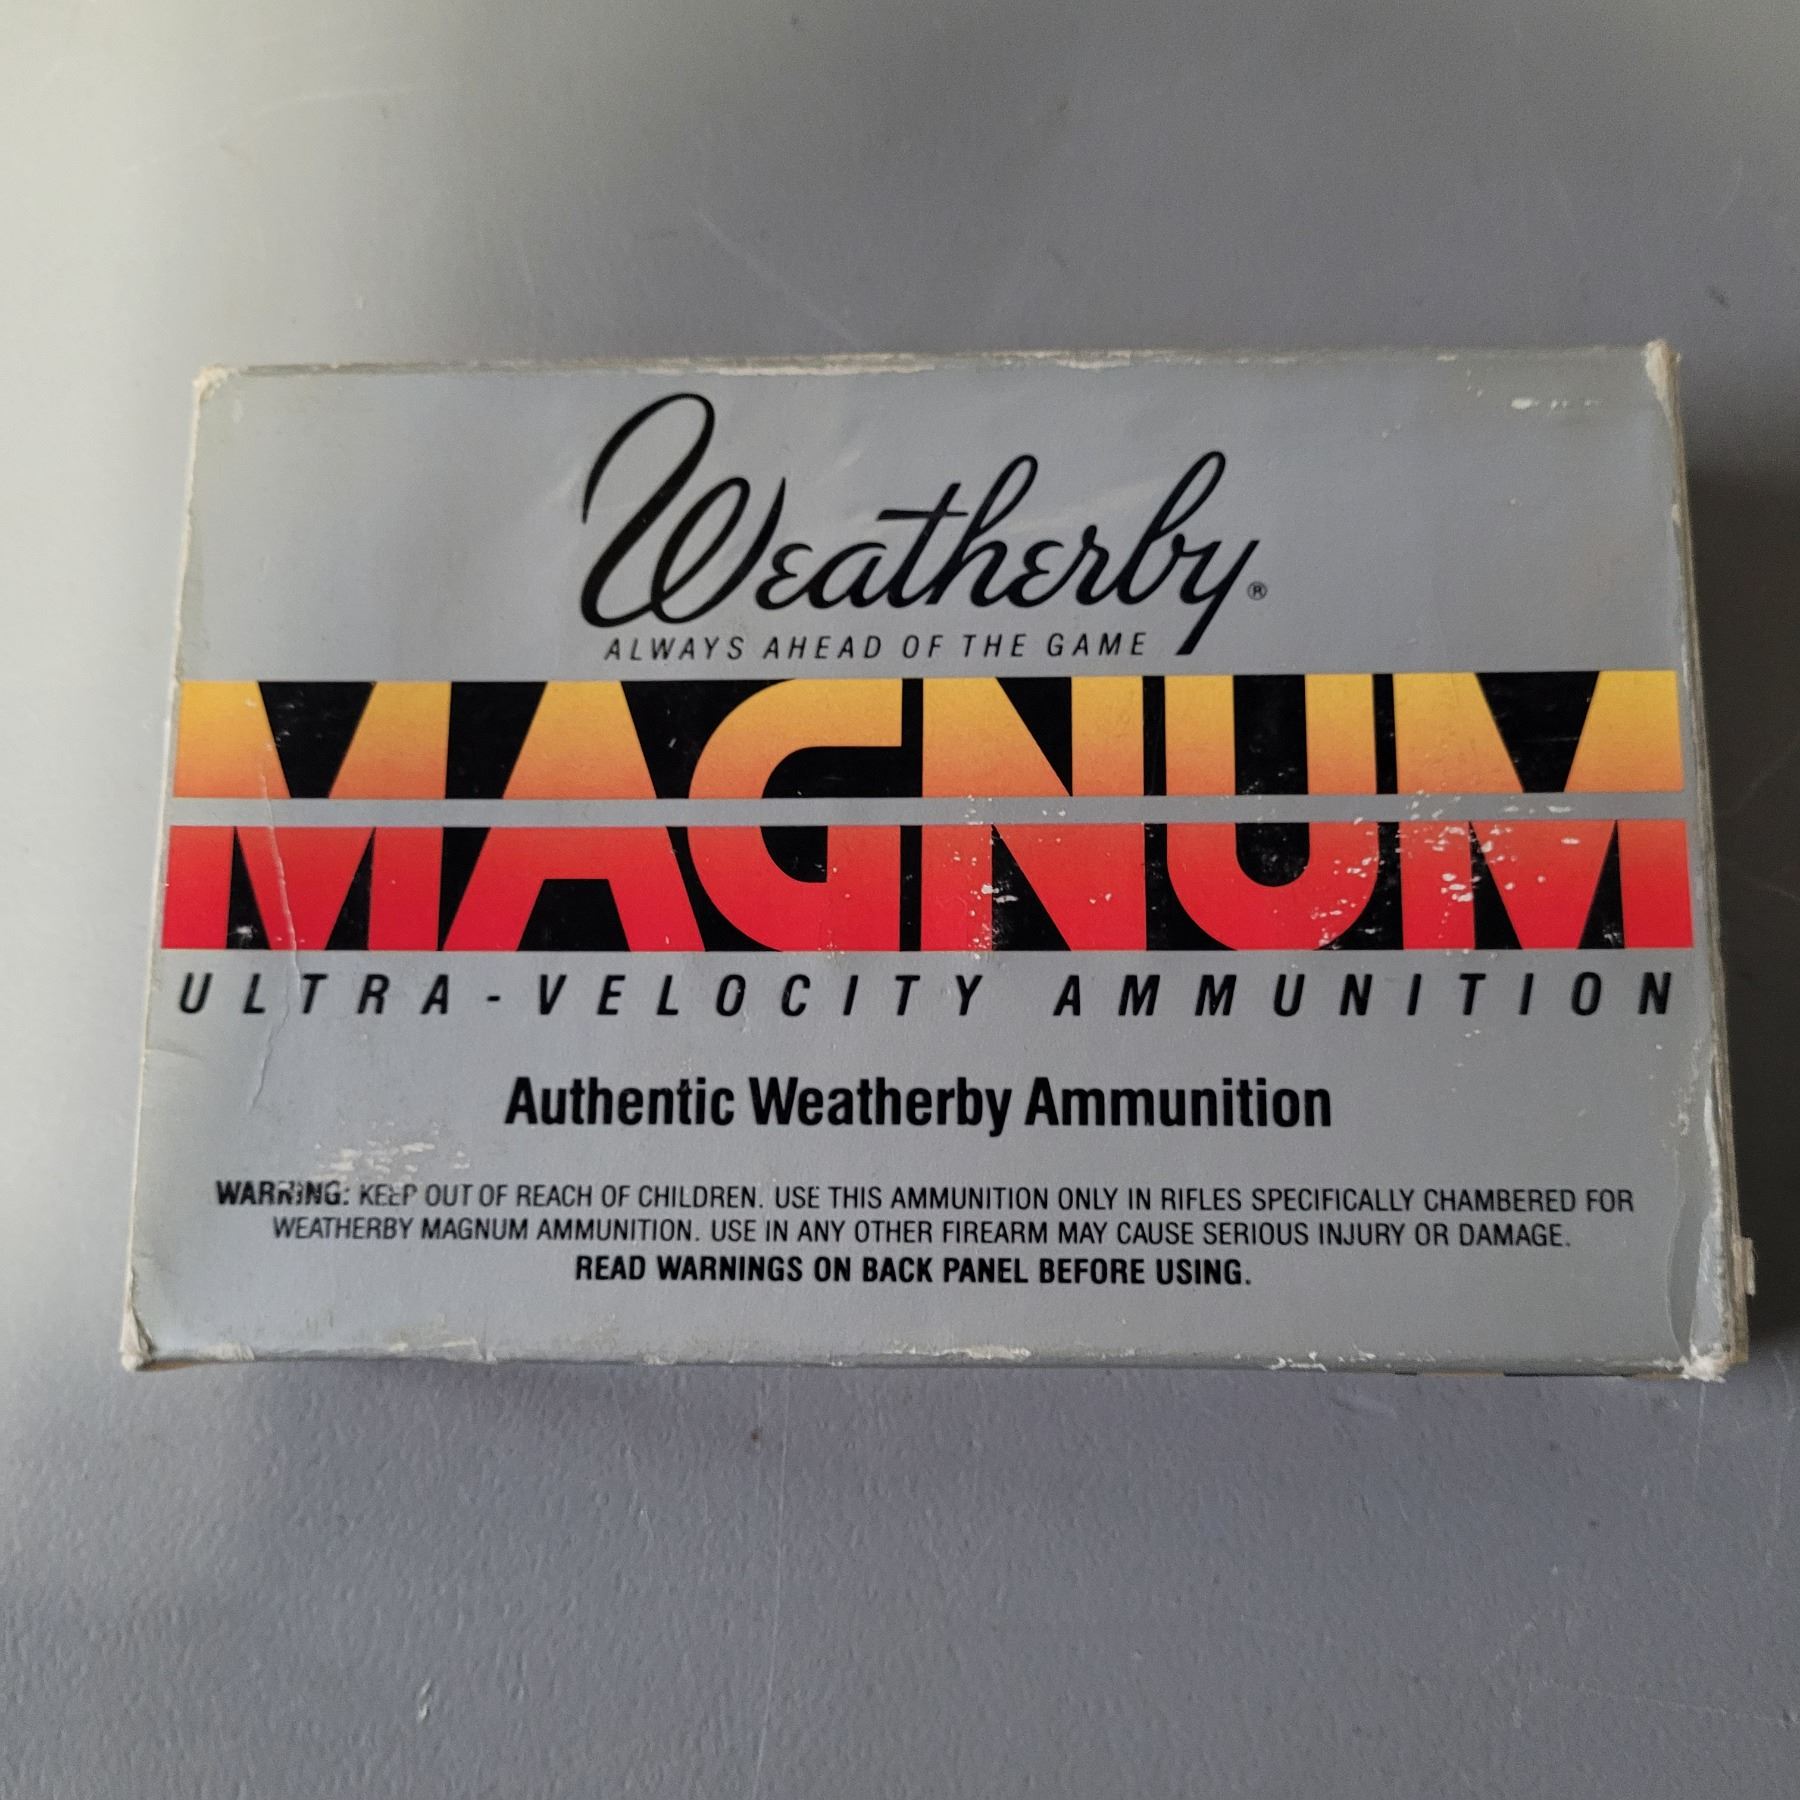 Weatherby®
ALWAYS AHEAD OF THE GAME
MAGNUM
ULTRA-VELOCITY AMMUNITION
Authentic Weatherby Ammunition
WARNING: KEEP OUT OF REACH OF CHILDREN. USE THIS AMMUNITION ONLY IN RIFLES SPECIFICALLY CHAMBERED FOR
WEATHERBY MAGNUM AMMUNITION. USE IN ANY OTHER FIREARM MAY CAUSE SERIOUS INJURY OR DAMAGE.
READ WARNINGS ON BACK PANEL BEFORE USING.